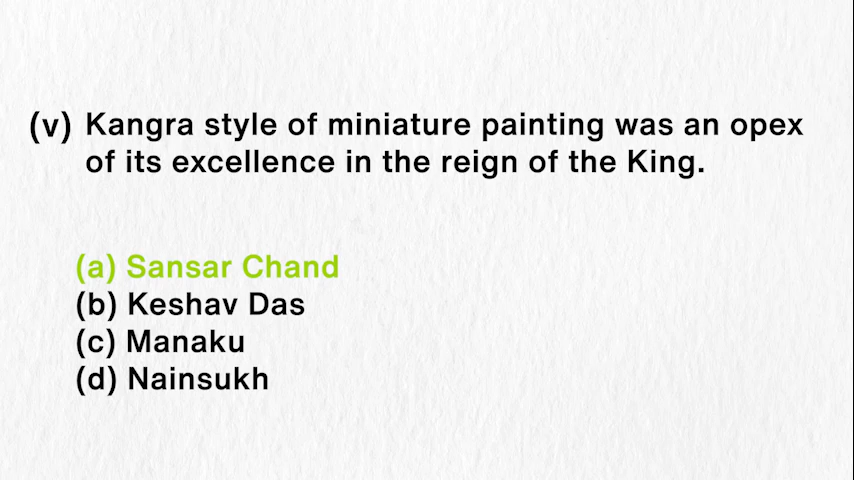 (v) Kangra style of miniature painting was an opex
of its excellence in the reign of the King.
(a) Sansar Chand
(b) Keshav Das
(c) Manaku
(d) Nainsukh